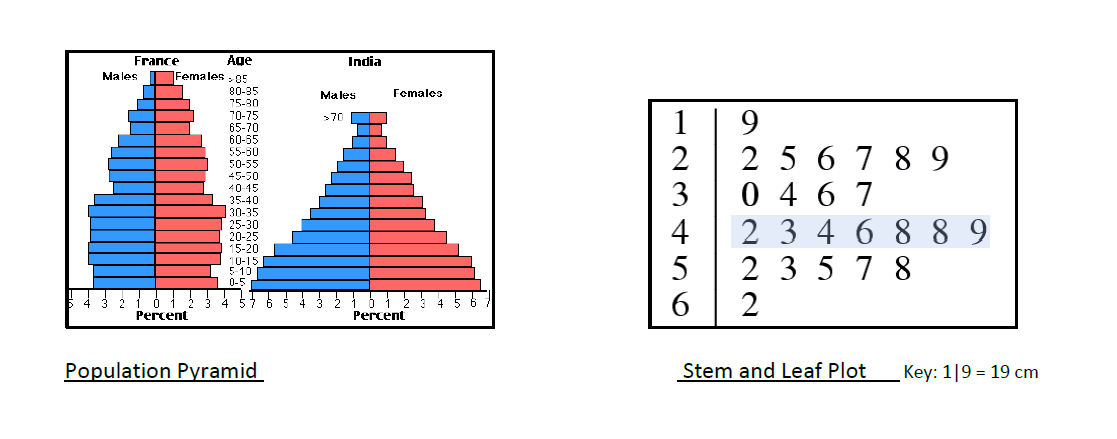 France Age India
Males Females >85
80-85
75-80
Males Females
70-75
>70
65-70
60-65
55-50
50-55
45-50
40-45
35-40
30-35
25-30
20-25
15-20
10-15
5-10
0-5
5 4 3 2 1 0 1 2 3 4 5
7 6 5 4 3 2 1 0 1 2 3 4 5 6 7
Percent Percent
Population Pyramid
1 9
2 2 5 6 7 8 9
3 0 4 6 7
4 2 3 4 6 8 8 9
5 2 3 5 7 8
6 2
Stem and Leaf Plot Key: 1|9 = 19 cm